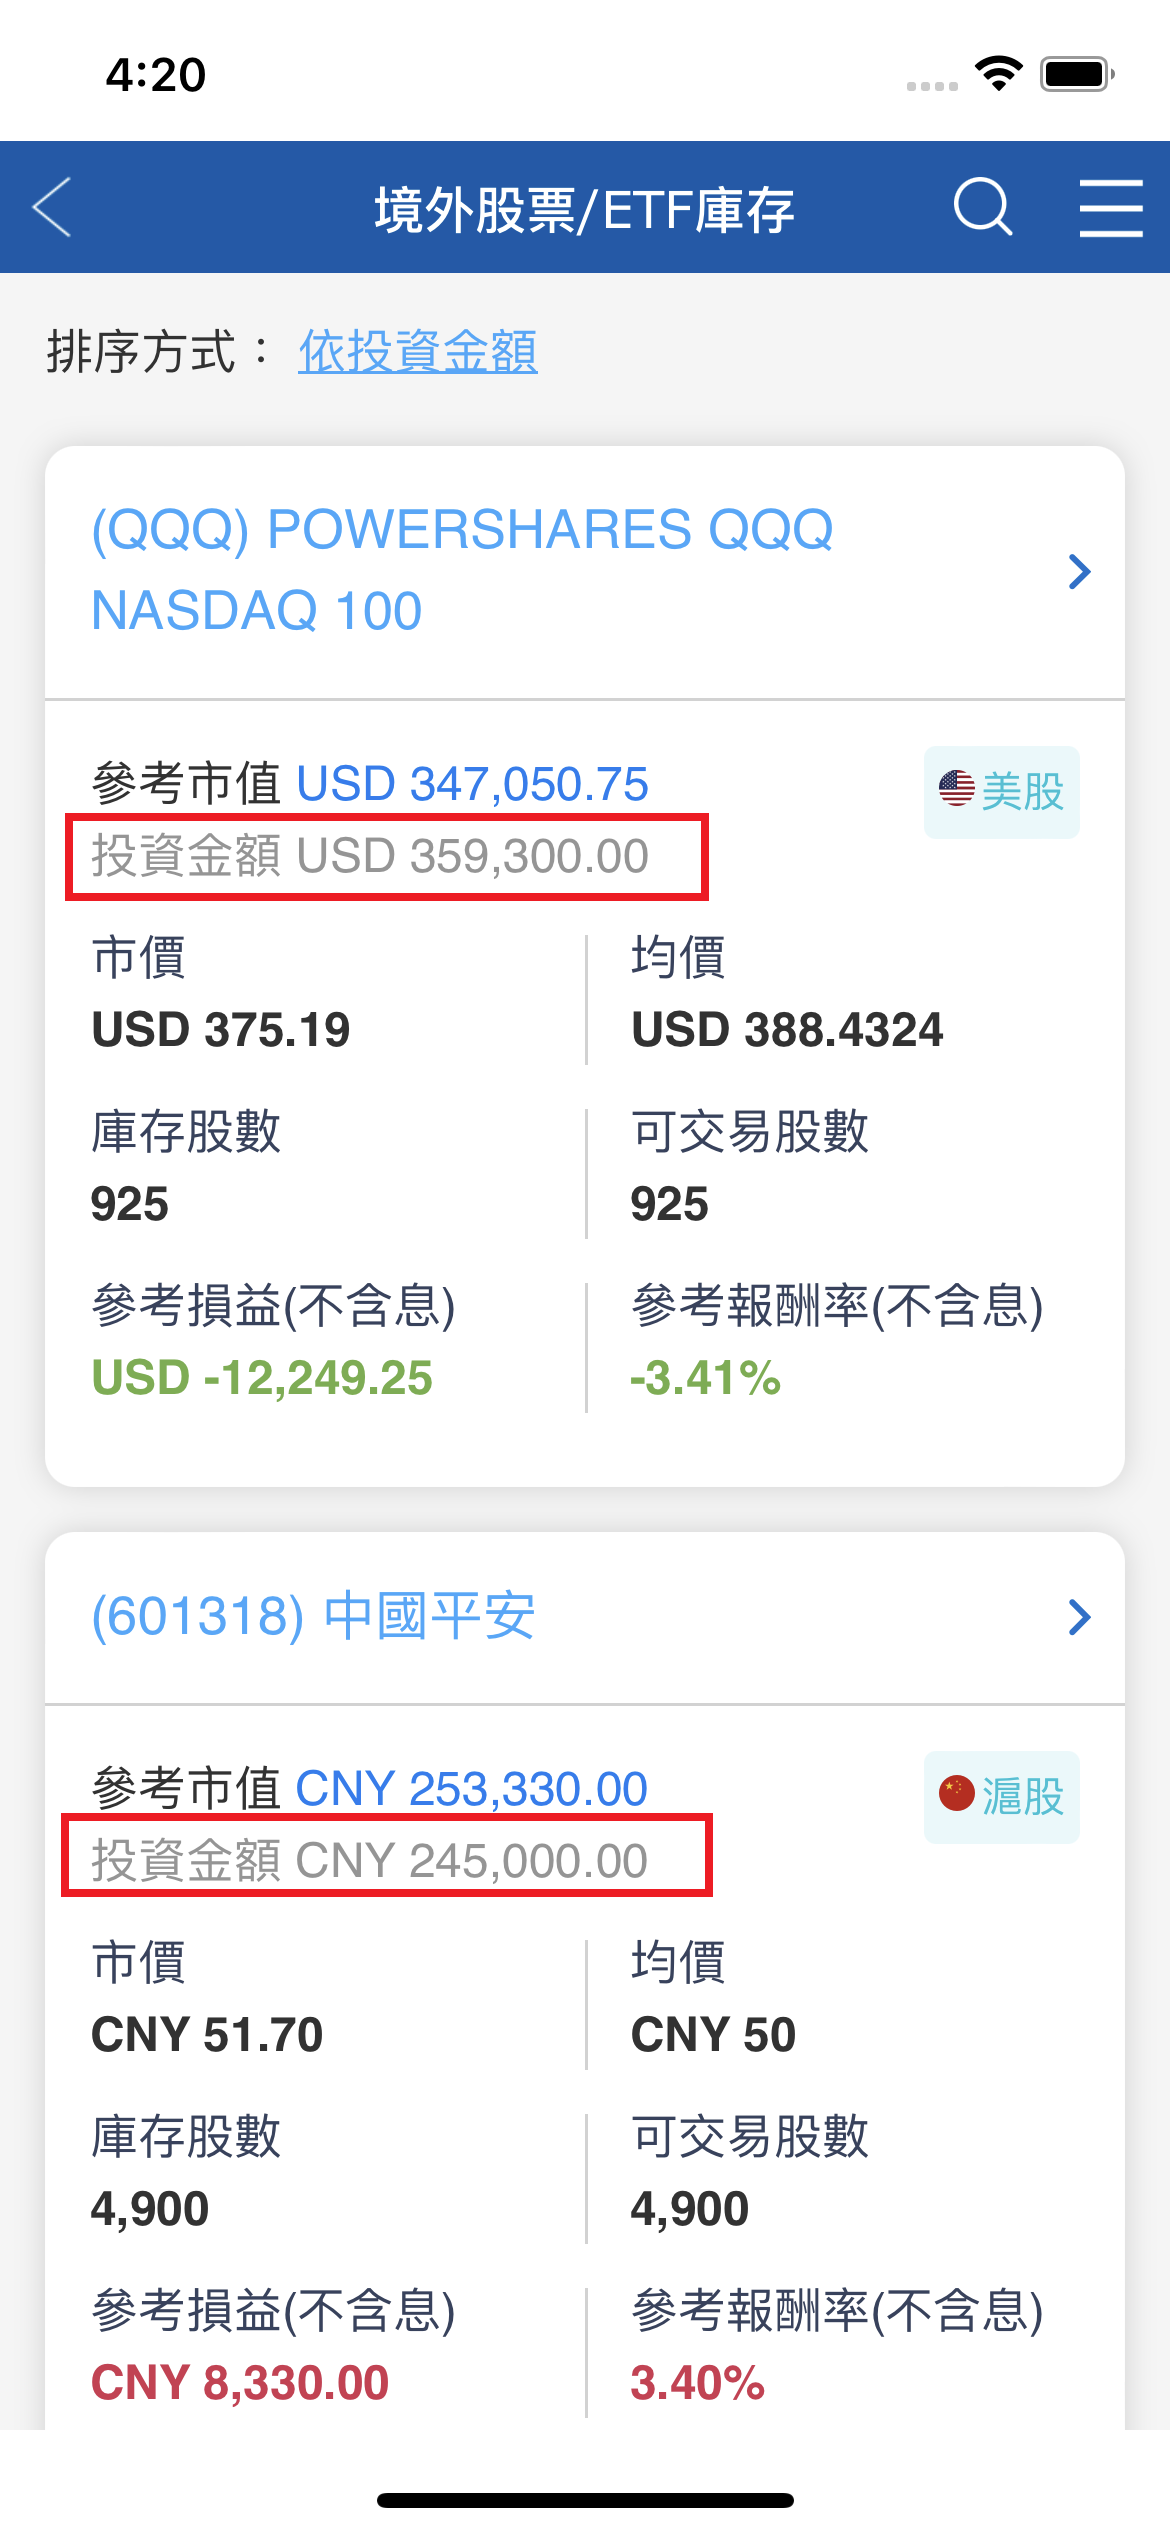 4:20
境外股票/ETF庫存
排序方式： 依投資金額
(QQQ) POWERSHARES QQQ
NASDAQ 100
參考市值 USD 347,050.75
美股
投資金額 USD 359,300.00
市價
均價
USD 375.19
USD 388.4324
庫存股數
可交易股數
925
925
參考損益(不含息)
參考報酬率(不含息)
USD -12,249.25
-3.41%
(601318) 中國平安
參考市值 CNY 253,330.00
滬股
投資金額 CNY 245,000.00
市價
均價
CNY 51.70
CNY 50
庫存股數
可交易股數
4,900
4,900
參考損益(不含息)
參考報酬率(不含息)
CNY 8,330.00
3.40%